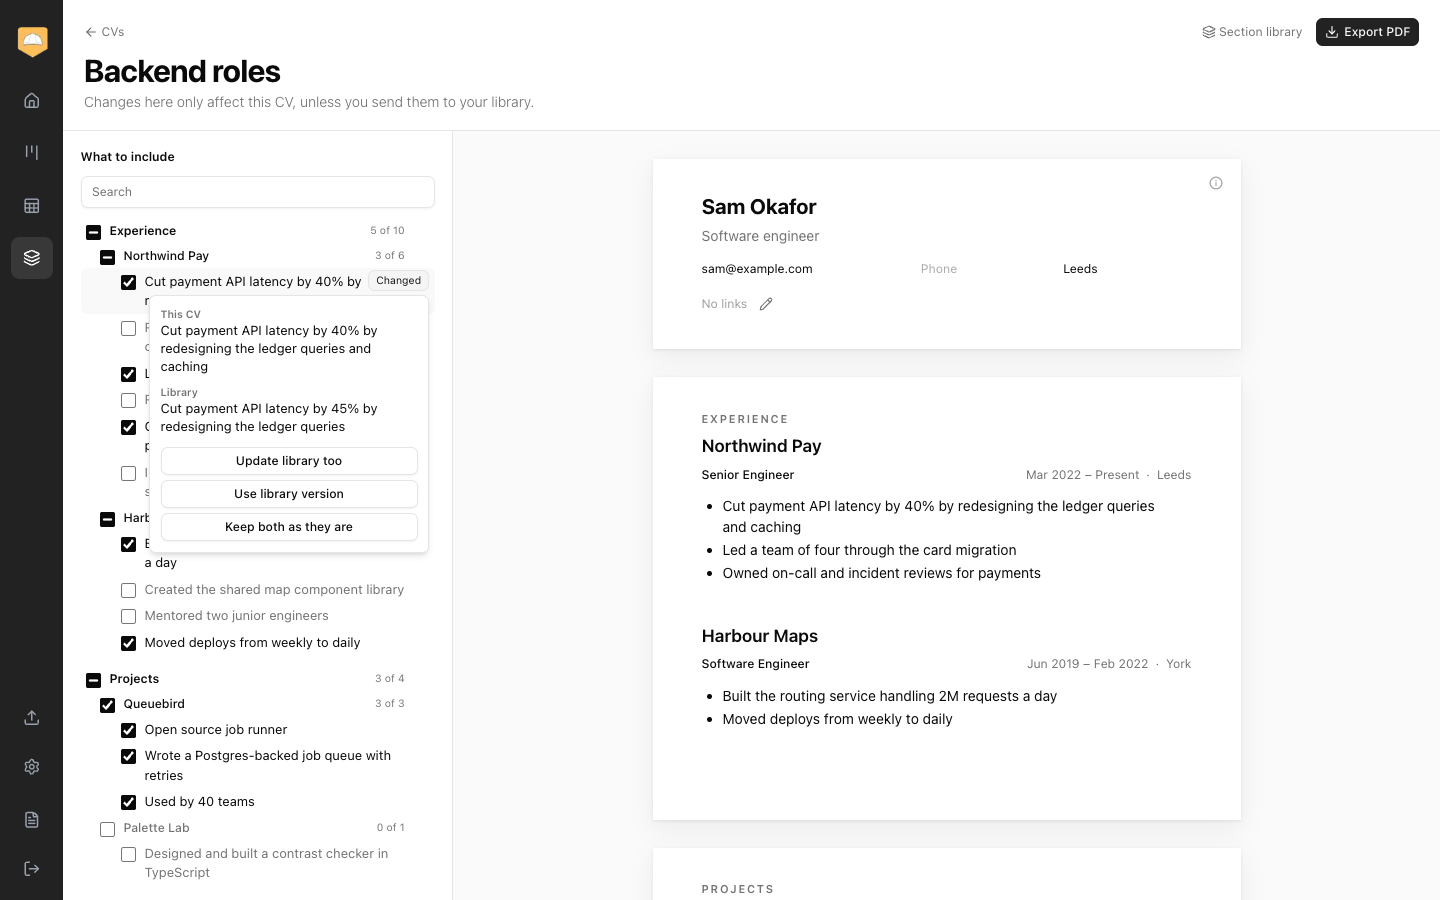 CVs
Section library
Export PDF
Backend roles
Changes here only affect this CV, unless you send them to your library.
What to include
Search
Experience
5 of 10
Northwind Pay
3 of 6
Cut payment API latency by 40% by
Changed
This CV
Cut payment API latency by 40% by
redesigning the ledger queries and
caching
Library
Cut payment API latency by 45% by
redesigning the ledger queries
Update library too
Use library version
Keep both as they are
a day
Created the shared map component library
Mentored two junior engineers
Moved deploys from weekly to daily
Projects
3 of 4
Queuebird
3 of 3
Open source job runner
Wrote a Postgres-backed job queue with
retries
Used by 40 teams
Palette Lab
0 of 1
Designed and built a contrast checker in
TypeScript
Sam Okafor
Software engineer
sam@example.com
Phone
Leeds
No links
EXPERIENCE
Northwind Pay
Senior Engineer
Mar 2022 – Present · Leeds
Cut payment API latency by 40% by redesigning the ledger queries
and caching
Led a team of four through the card migration
Owned on-call and incident reviews for payments
Harbour Maps
Software Engineer
Jun 2019 – Feb 2022 · York
Built the routing service handling 2M requests a day
Moved deploys from weekly to daily
PROJECTS